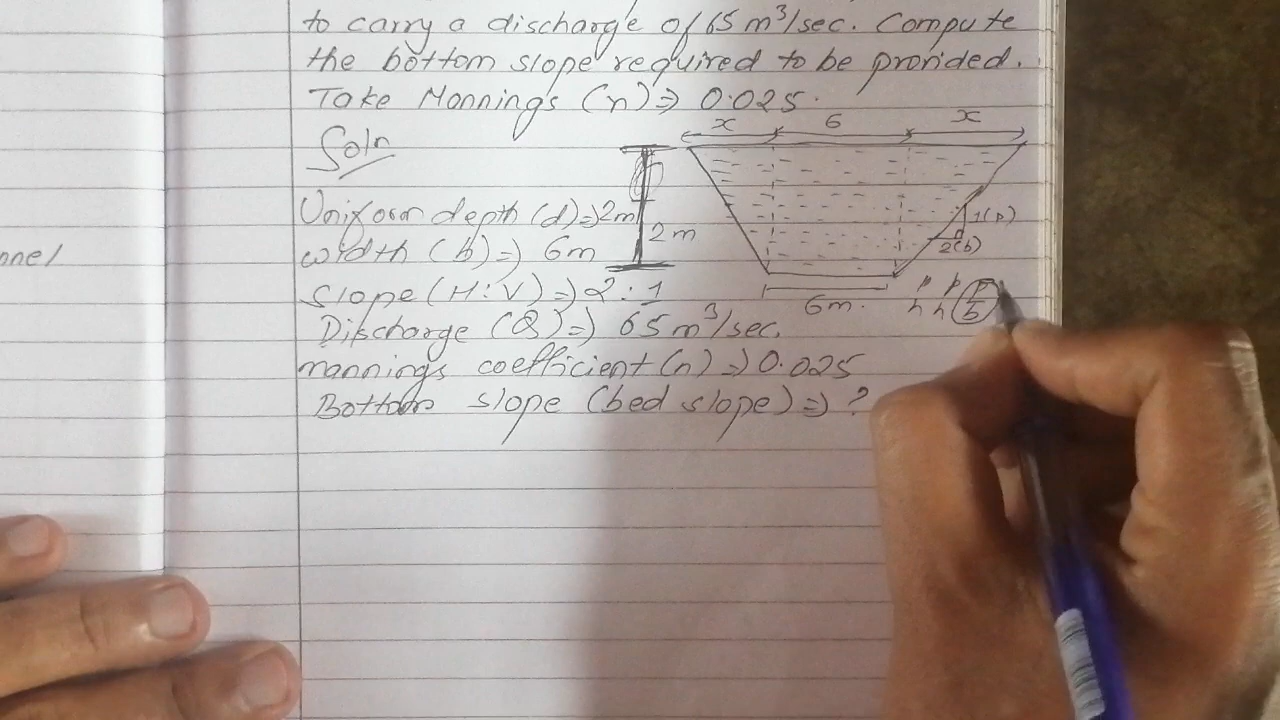 to carry a discharge of 65 m³/sec. Compute
the bottom slope required to be provided.
Take Mannings (n) ⇒ 0.025.
Soln
x 6 x
Uniform depth (d) ⇒ 2m
2m
1(p)
2(b)
width (b) ⇒ 6m
Slope (H:V) ⇒ 2:1
6m.
p p p
h h b
Discharge (Q) ⇒ 65 m³/sec.
mannings coefficient (n) ⇒ 0.025
Bottom slope (bed slope) ⇒ ?
nnel